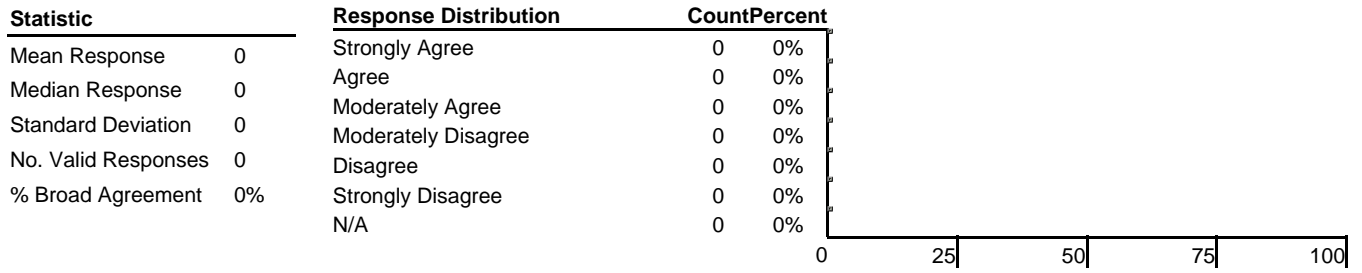 Statistic
Mean Response 0
Median Response 0
Standard Deviation 0
No. Valid Responses 0
% Broad Agreement 0%
Response Distribution CountPercent
Strongly Agree 0 0%
Agree 0 0%
Moderately Agree 0 0%
Moderately Disagree 0 0%
Disagree 0 0%
Strongly Disagree 0 0%
N/A 0 0%
0 25 50 75 100